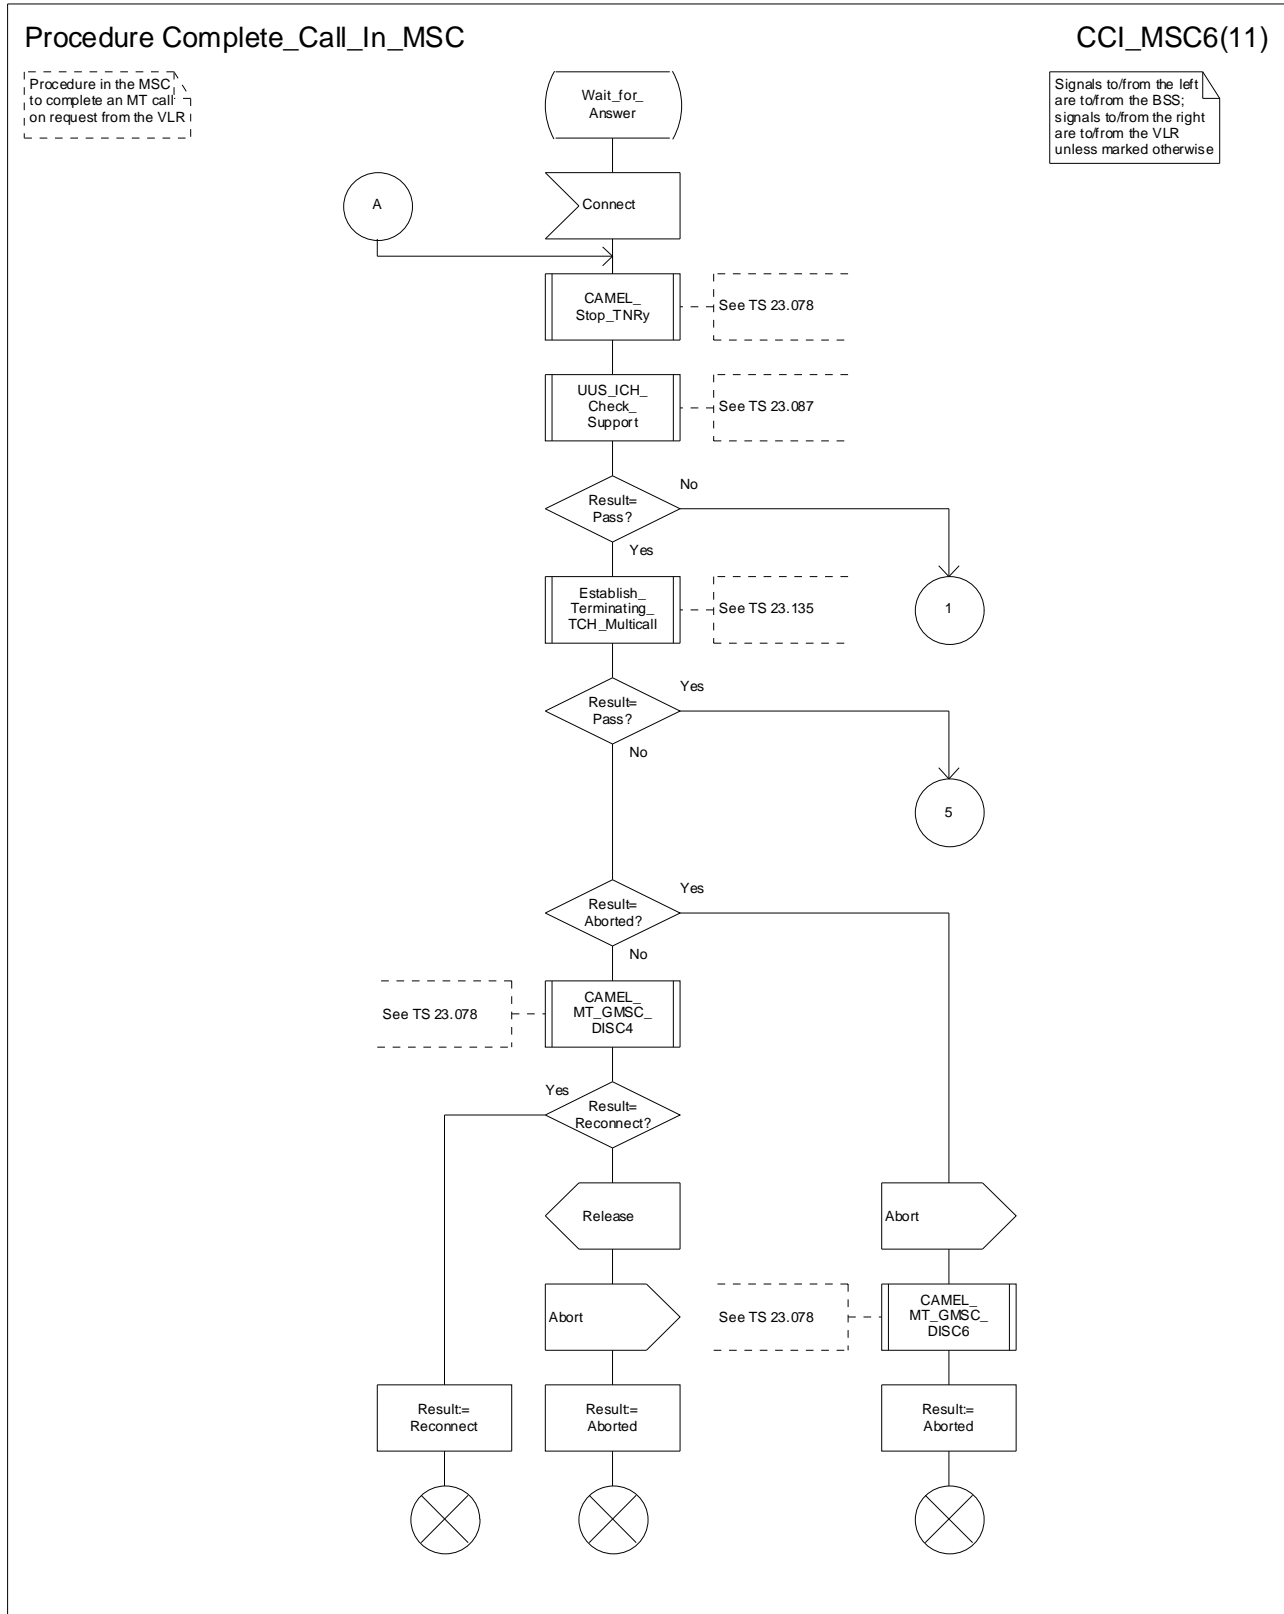 Procedure Complete_Call_In_MSC
CCI_MSC6(11)
Procedure in the MSC
to complete an MT call
on request from the VLR
Signals to/from the left
are to/from the BSS;
signals to/from the right
are to/from the VLR
unless marked otherwise
Wait_for_
Answer
A
Connect
CAMEL_
Stop_TNRy
See TS 23.078
UUS_ICH_
Check_
Support
See TS 23.087
Result=
Pass?
No
Yes
Establish_
Terminating_
TCH_Multicall
See TS 23.135
1
Result=
Pass?
Yes
No
5
Result=
Aborted?
Yes
No
See TS 23.078
CAMEL_
MT_GMSC_
DISC4
Yes
Result=
Reconnect?
Release
Abort
Abort
See TS 23.078
CAMEL_
MT_GMSC_
DISC6
Result:=
Reconnect
Result:=
Aborted
Result:=
Aborted